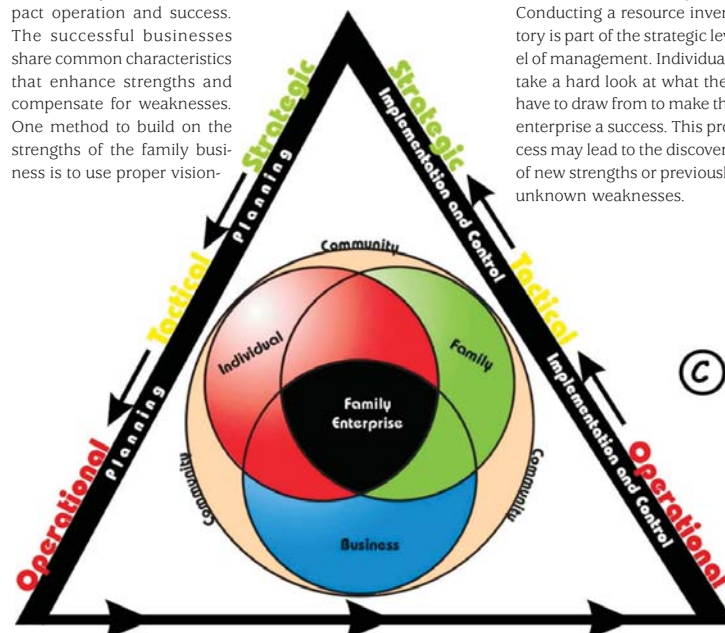 pact operation and success.
The successful businesses
share common characteristics
that enhance strengths and
compensate for weaknesses.
One method to build on the
strengths of the family busi-
ness is to use proper vision-
Conducting a resource inven
tory is part of the strategic lev
el of management. Individua
take a hard look at what the
have to draw from to make th
enterprise a success. This pro
cess may lead to the discover
of new strengths or previousl
unknown weaknesses.
Strategic
Planning
Tactical
Planning
Operational
Strategic
Implementation and Control
Tactical
Implementation and Control
Operational
Community
Individual
Family
Family
Enterprise
Community
Community
Business
©